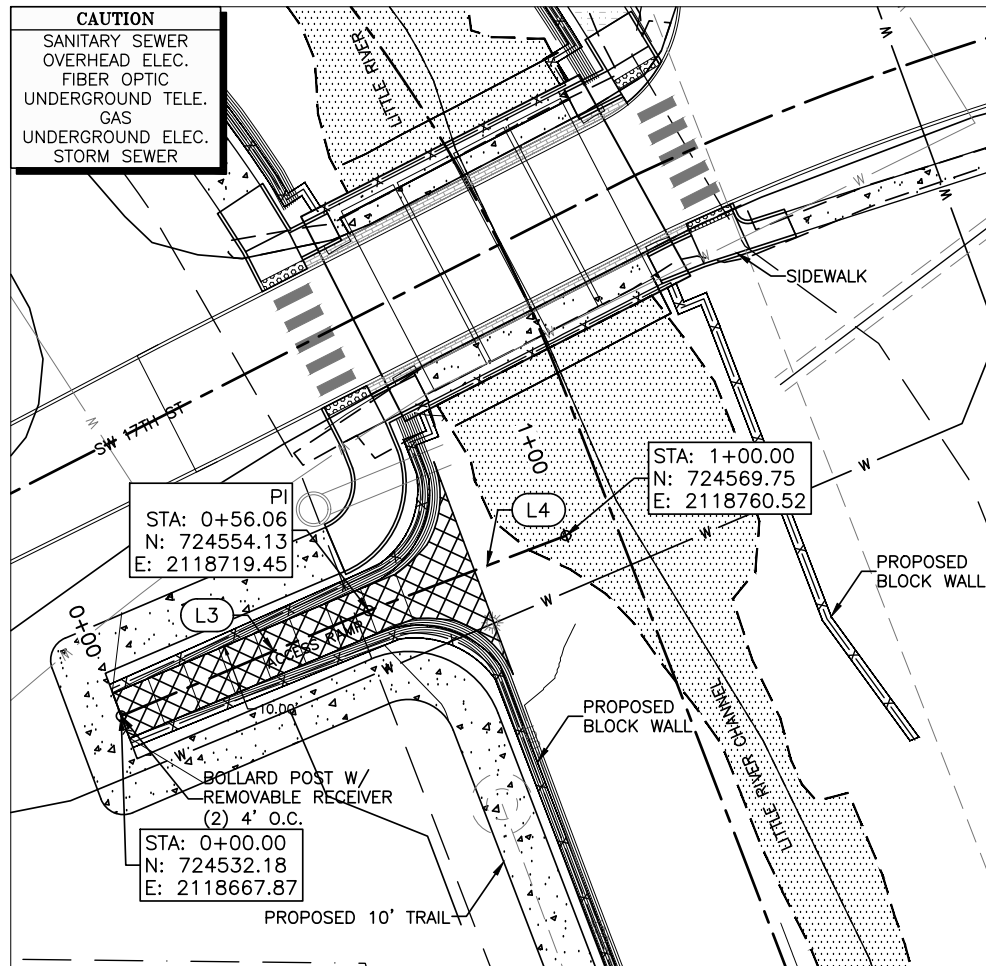 CAUTION
SANITARY SEWER
OVERHEAD ELEC.
FIBER OPTIC
UNDERGROUND TELE.
GAS
UNDERGROUND ELEC.
STORM SEWER
LITTLE RIVER
W
W
W
W
W
SIDEWALK
W
SW 17TH ST
1+00
STA: 1+00.00
N: 724569.75
E: 2118760.52
PI
STA: 0+56.06
N: 724554.13
E: 2118719.45
L4
W
W
PROPOSED
BLOCK WALL
L3
0+00
W
ACCESS RAMP
W
10.00'
W
PROPOSED
BLOCK WALL
LITTLE RIVER CHANNEL
BOLLARD POST W/
REMOVABLE RECEIVER
(2) 4' O.C.
STA: 0+00.00
N: 724532.18
E: 2118667.87
PROPOSED 10' TRAIL